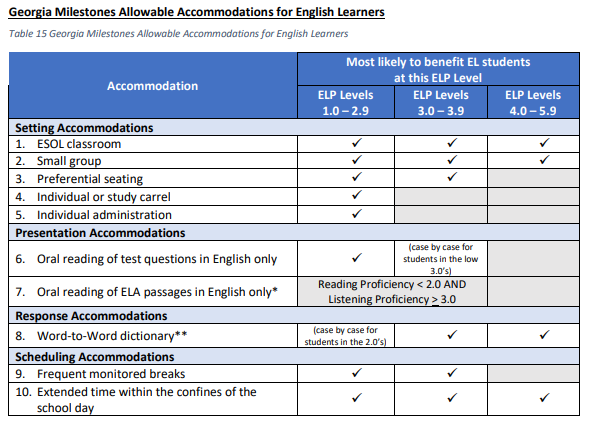 Georgia Milestones Allowable Accommodations for English Learners
Table 15 Georgia Milestones Allowable Accommodations for English Learners
Accommodation
Most likely to benefit EL students
at this ELP Level
ELP Levels
1.0 – 2.9
ELP Levels
3.0 – 3.9
ELP Levels
4.0 – 5.9
Setting Accommodations
1. ESOL classroom ✓ ✓ ✓
2. Small group ✓ ✓ ✓
3. Preferential seating ✓ ✓
4. Individual or study carrel ✓
5. Individual administration ✓
Presentation Accommodations
6. Oral reading of test questions in English only ✓
(case by case for
students in the low
3.0's)
7. Oral reading of ELA passages in English only*
Reading Proficiency < 2.0 AND
Listening Proficiency > 3.0
Response Accommodations
8. Word-to-Word dictionary**
(case by case for
students in the 2.0's)
✓ ✓
Scheduling Accommodations
9. Frequent monitored breaks ✓ ✓
10. Extended time within the confines of the
school day ✓ ✓ ✓